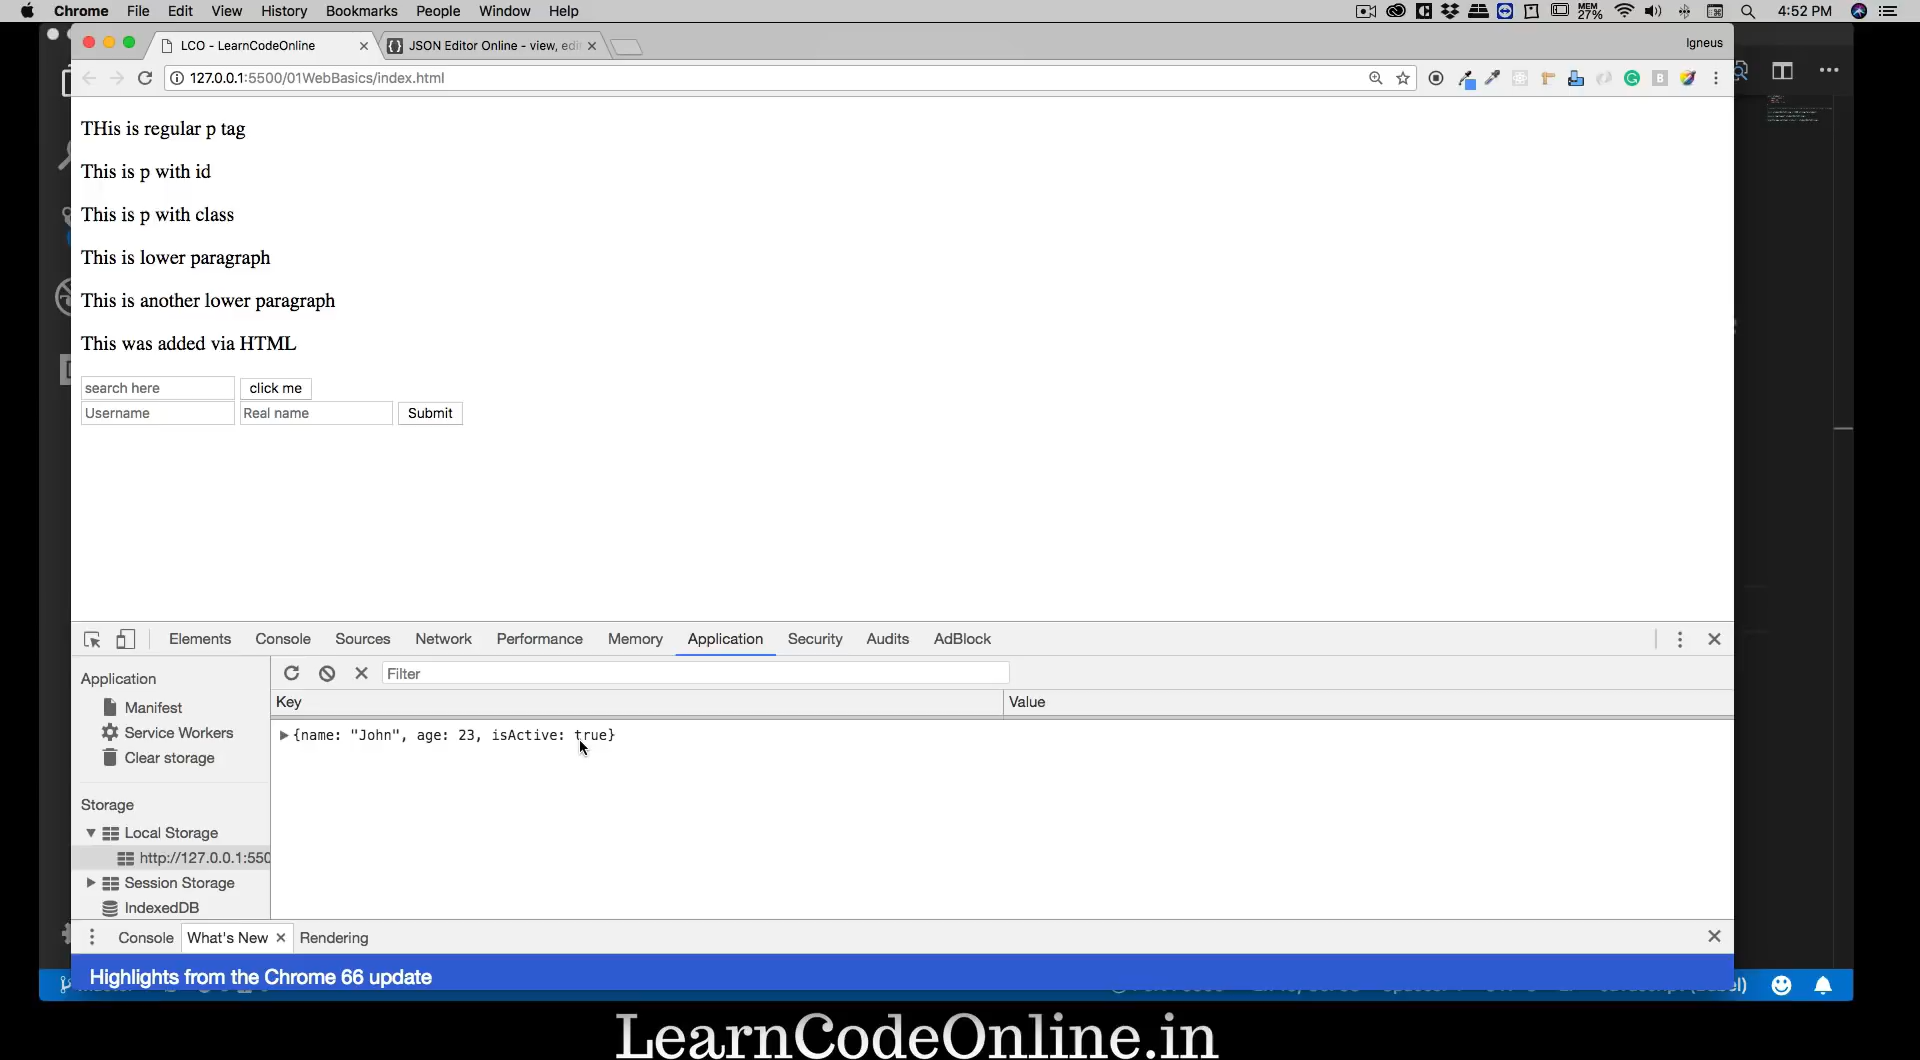 Chrome File Edit View History Bookmarks People Window Help MEM 27% 4:52 PM
LCO - LearnCodeOnline JSON Editor Online - view, edi Igneus
127.0.0.1:5500/01WebBasics/index.html
THis is regular p tag
This is p with id
This is p with class
This is lower paragraph
This is another lower paragraph
This was added via HTML
search here click me
Username Real name Submit
Elements Console Sources Network Performance Memory Application Security Audits AdBlock
Application
Manifest
Service Workers
Clear storage
Storage
Local Storage
http://127.0.0.1:550
Session Storage
IndexedDB
Filter
Key Value
{name: "John", age: 23, isActive: true}
Console What's New Rendering
Highlights from the Chrome 66 update
LearnCodeOnline.in